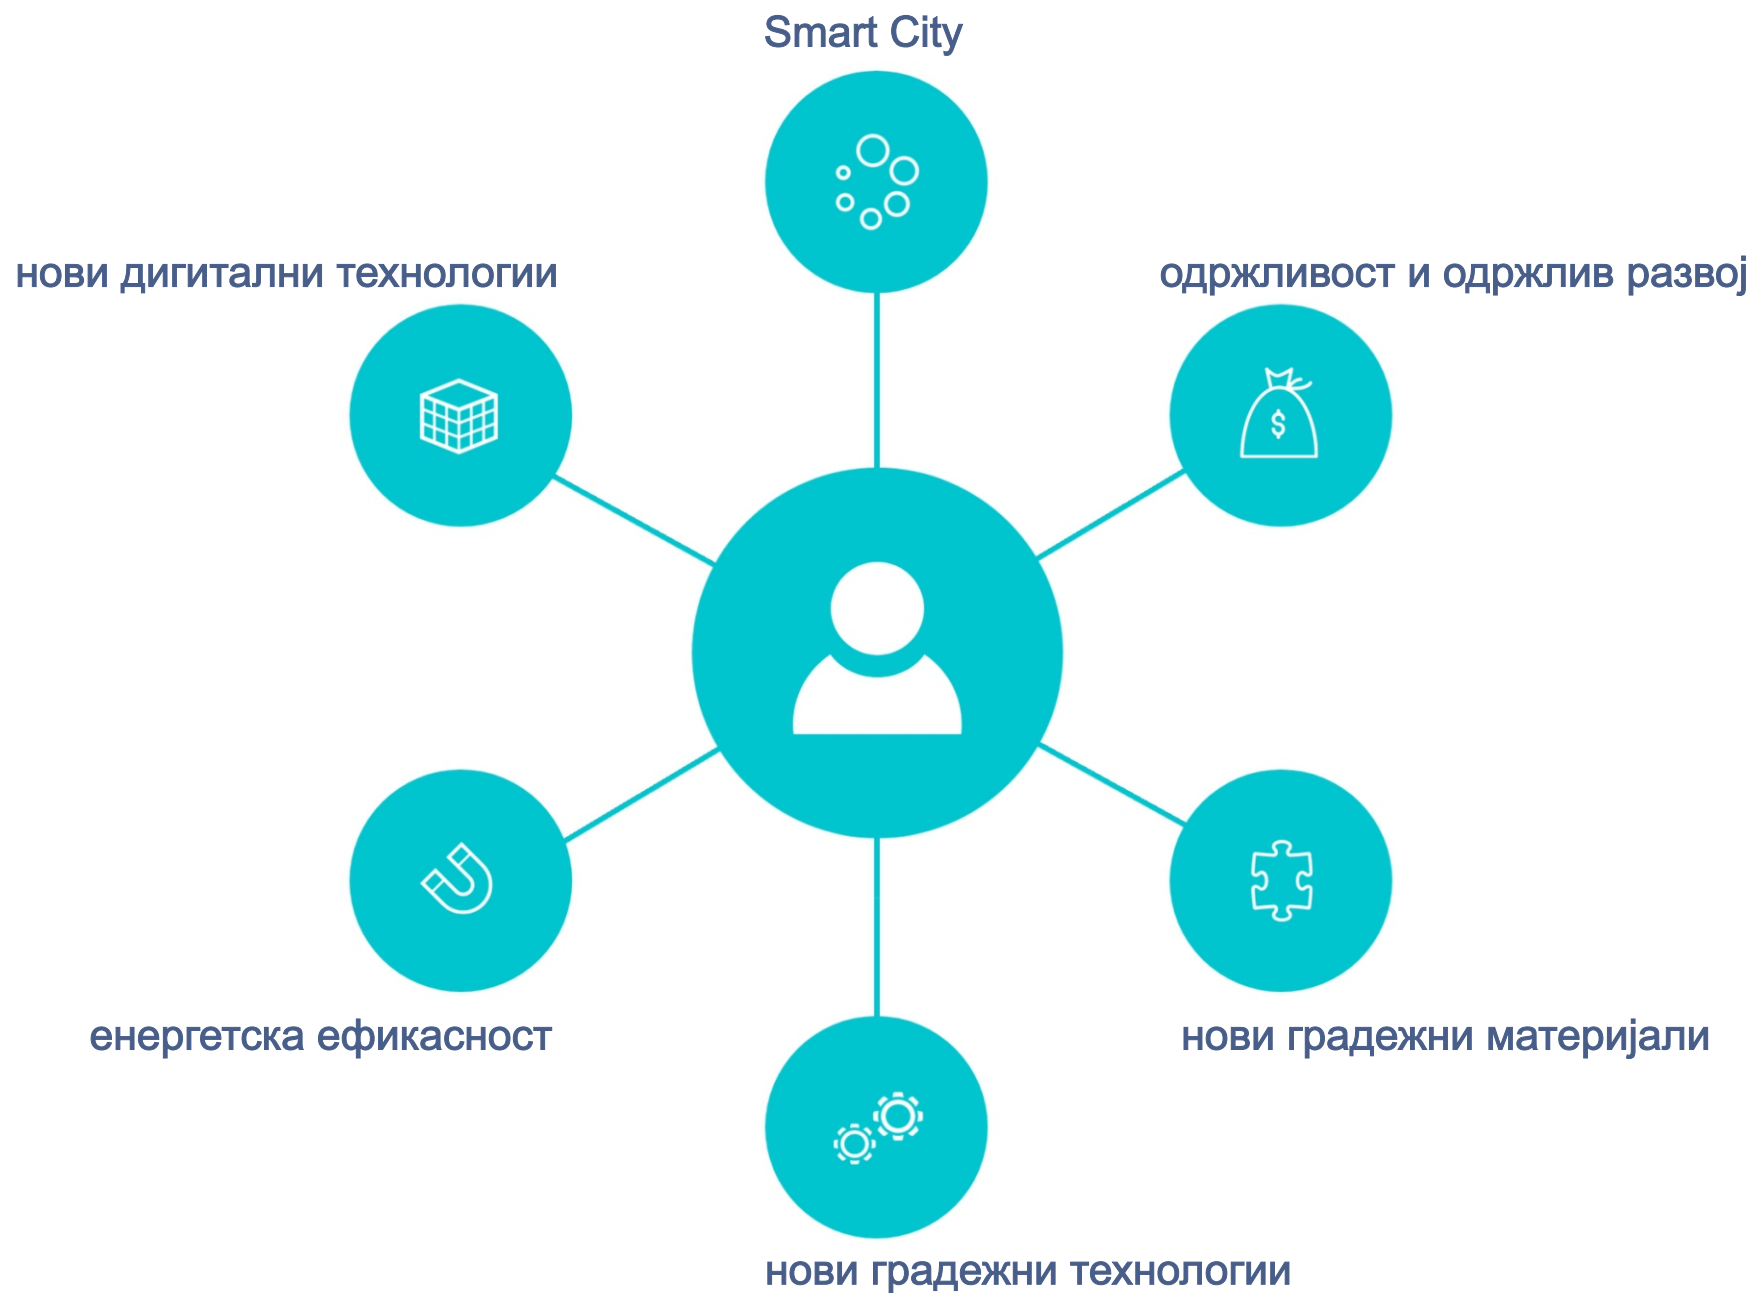 Smart City
нови дигитални технологии
одржливост и одржлив развој
$
енергетска ефикасност
нови градежни материјали
нови градежни технологии